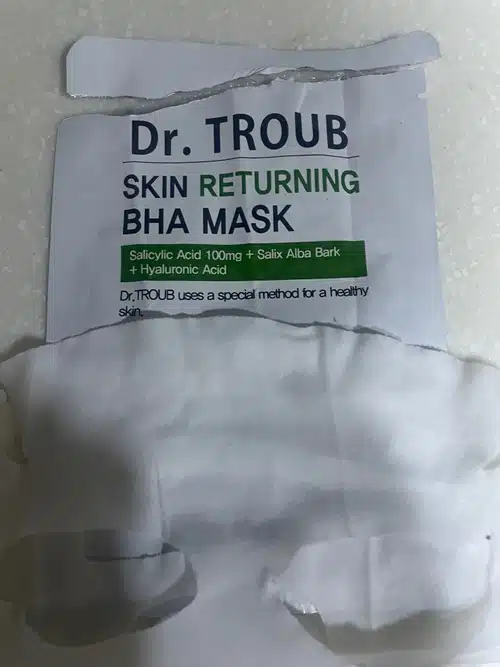 Dr. TROUB
SKIN RETURNING
BHA MASK
Salicylic Acid 100mg + Salix Alba Bark
+ Hyaluronic Acid
Dr.TROUB uses a special method for a healthy
skin.